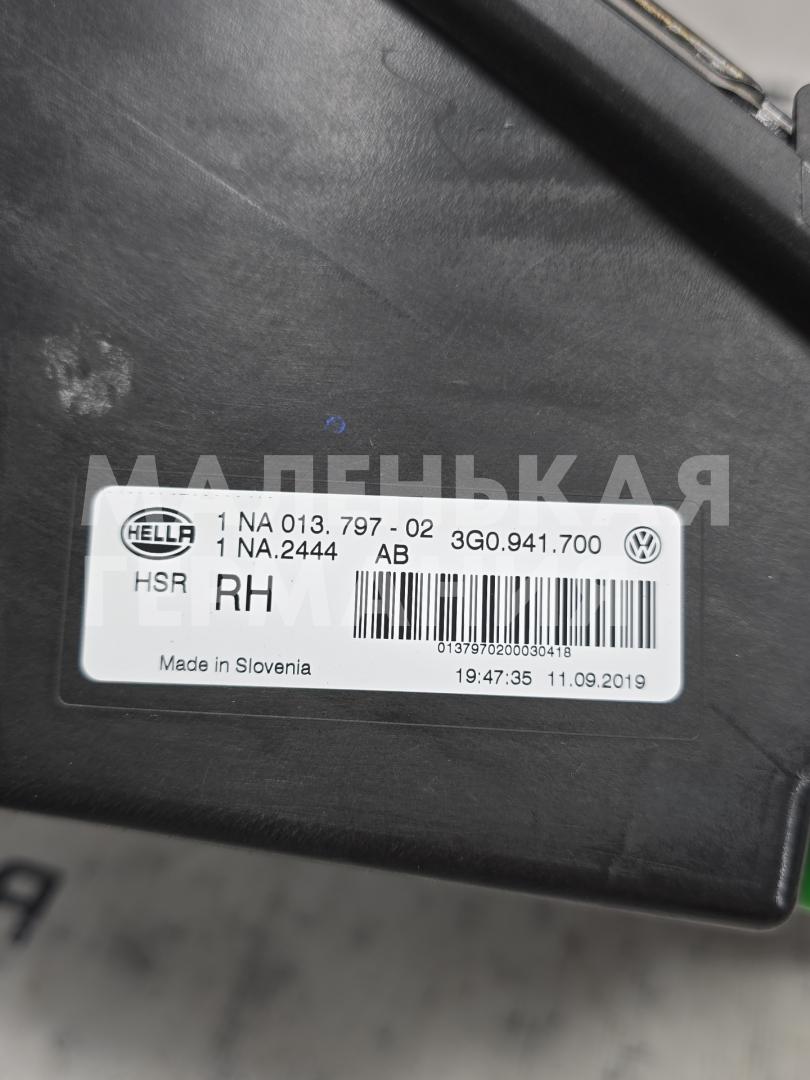 МАЛЕНЬКАЯ
ГЕРМАНИЯ
HELLA
1 NA 013. 797 - 02
3G0.941.700
1 NA.2444 AB
HSR RH
0137970200030418
Made in Slovenia
19:47:35 11.09.2019
Я